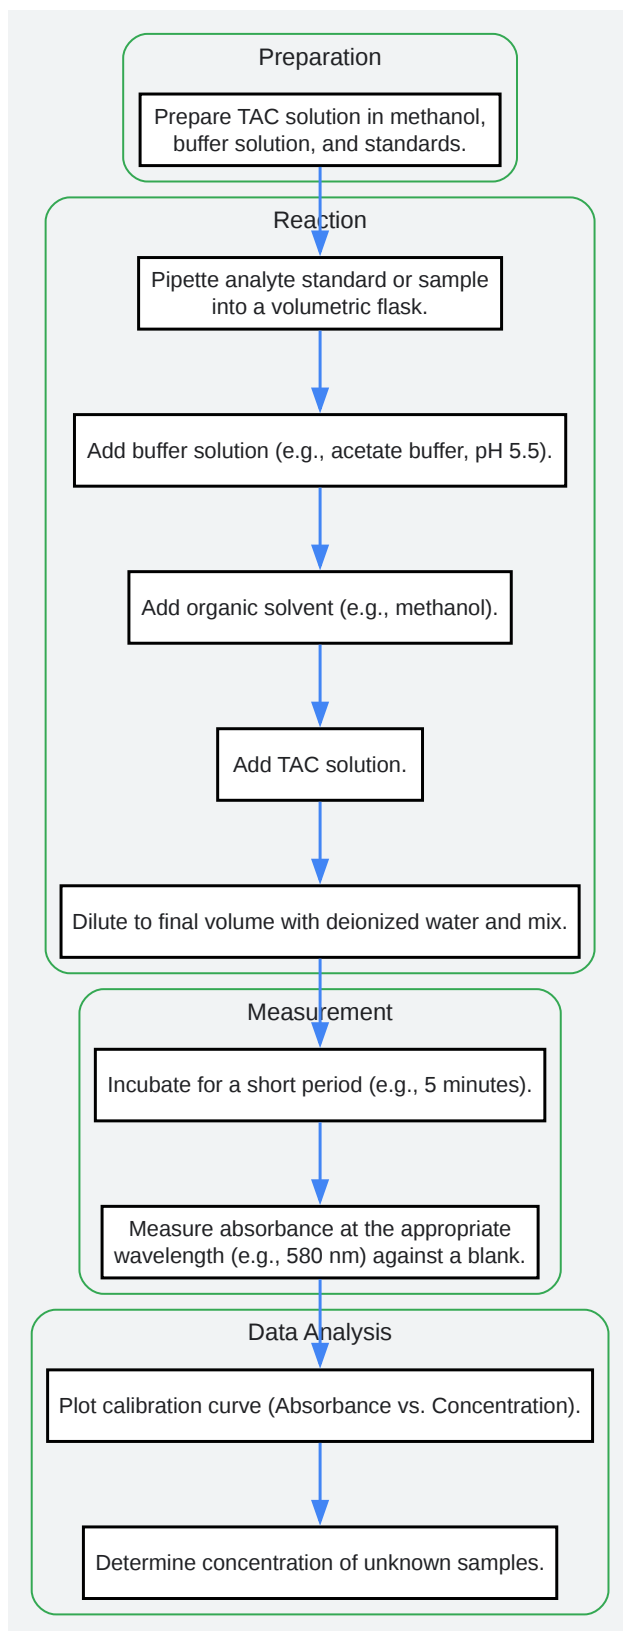 Preparation
Prepare TAC solution in methanol,
buffer solution, and standards.
Reaction
Pipette analyte standard or sample
into a volumetric flask.
Add buffer solution (e.g., acetate buffer, pH 5.5).
Add organic solvent (e.g., methanol).
Add TAC solution.
Dilute to final volume with deionized water and mix.
Measurement
Incubate for a short period (e.g., 5 minutes).
Measure absorbance at the appropriate
wavelength (e.g., 580 nm) against a blank.
Data Analysis
Plot calibration curve (Absorbance vs. Concentration).
Determine concentration of unknown samples.